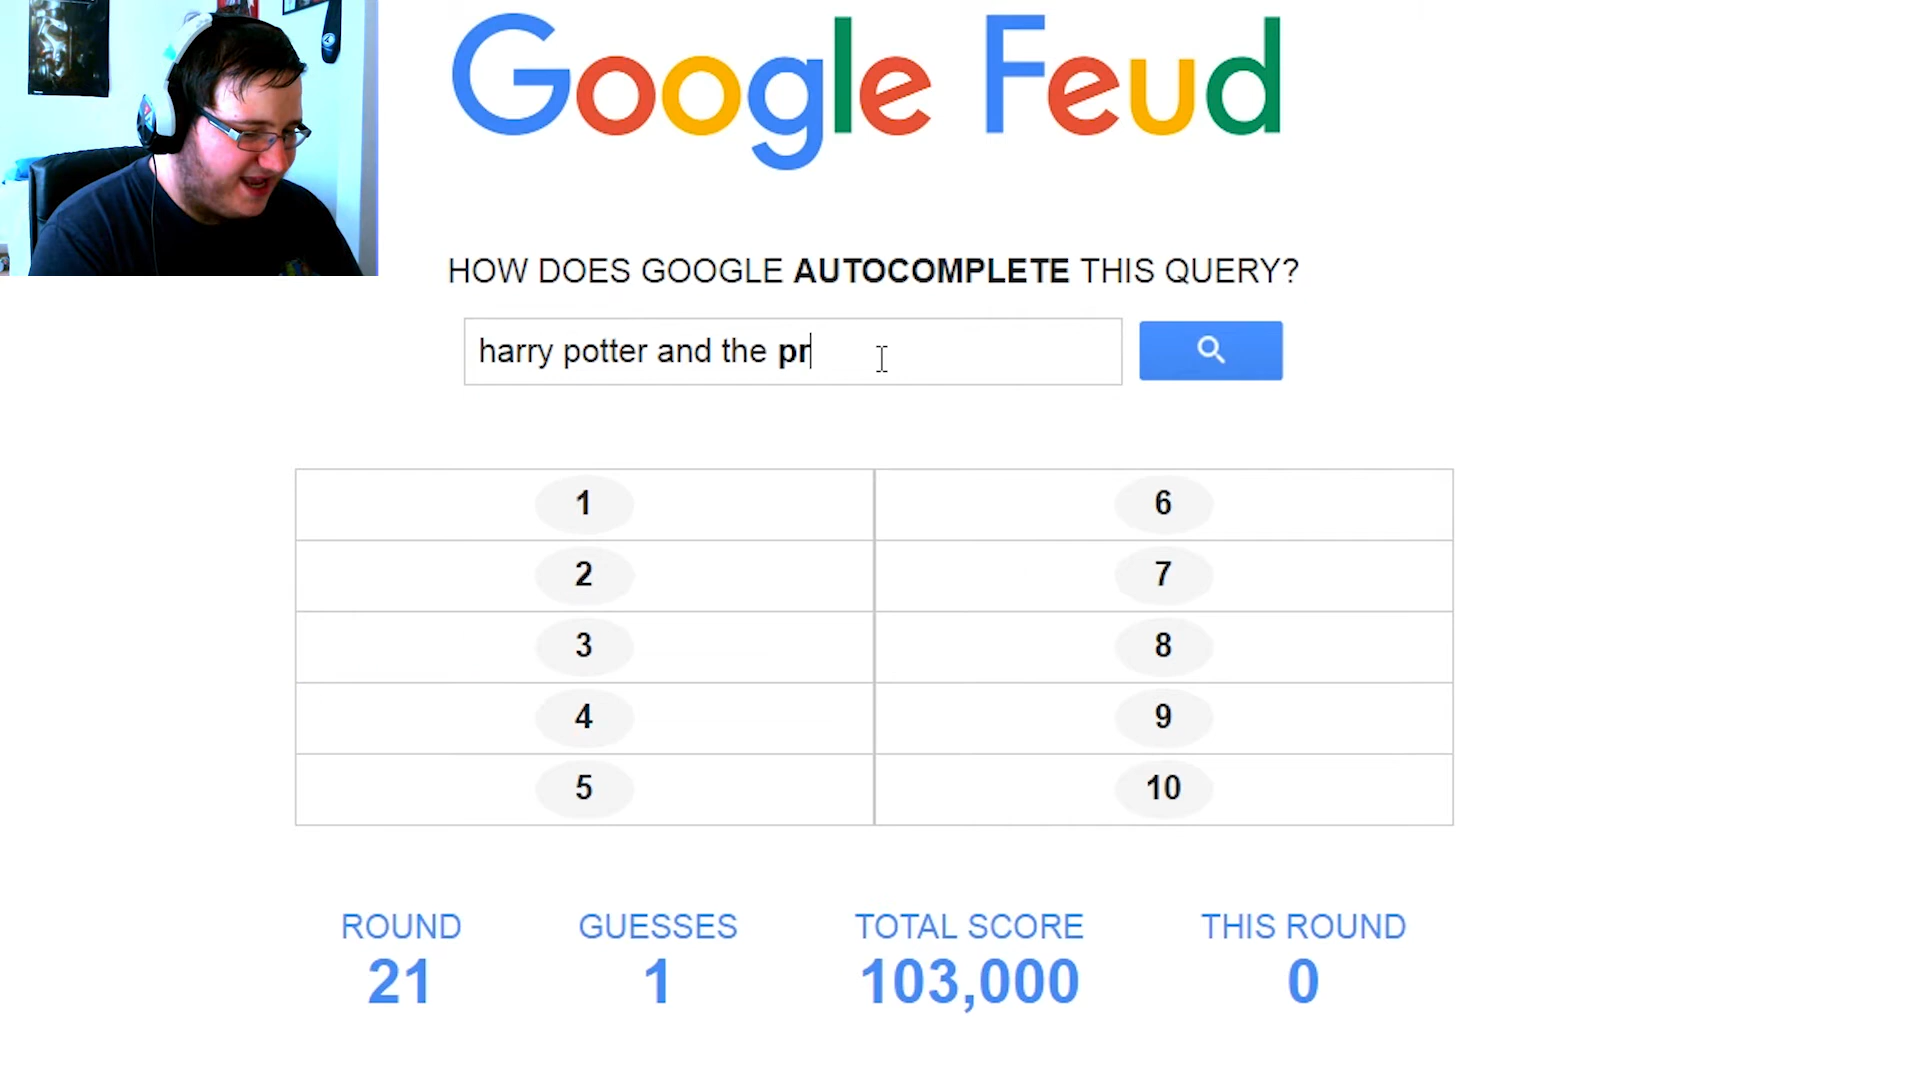 Google Feud
HOW DOES GOOGLE AUTOCOMPLETE THIS QUERY?
harry potter and the pr
1 6
2 7
3 8
4 9
5 10
ROUND GUESSES TOTAL SCORE THIS ROUND
21 1 103,000 0